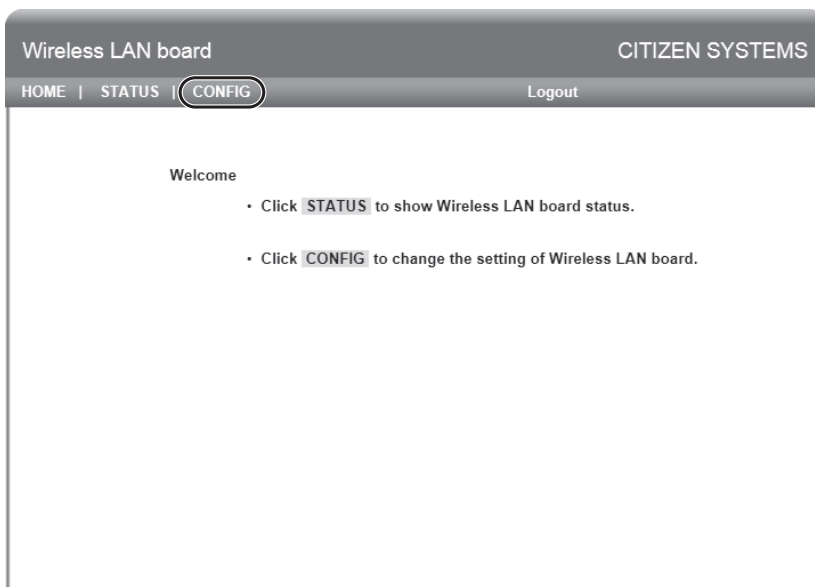 Wireless LAN board CITIZEN SYSTEMS
HOME | STATUS | CONFIG Logout
Welcome
• Click STATUS to show Wireless LAN board status.
• Click CONFIG to change the setting of Wireless LAN board.